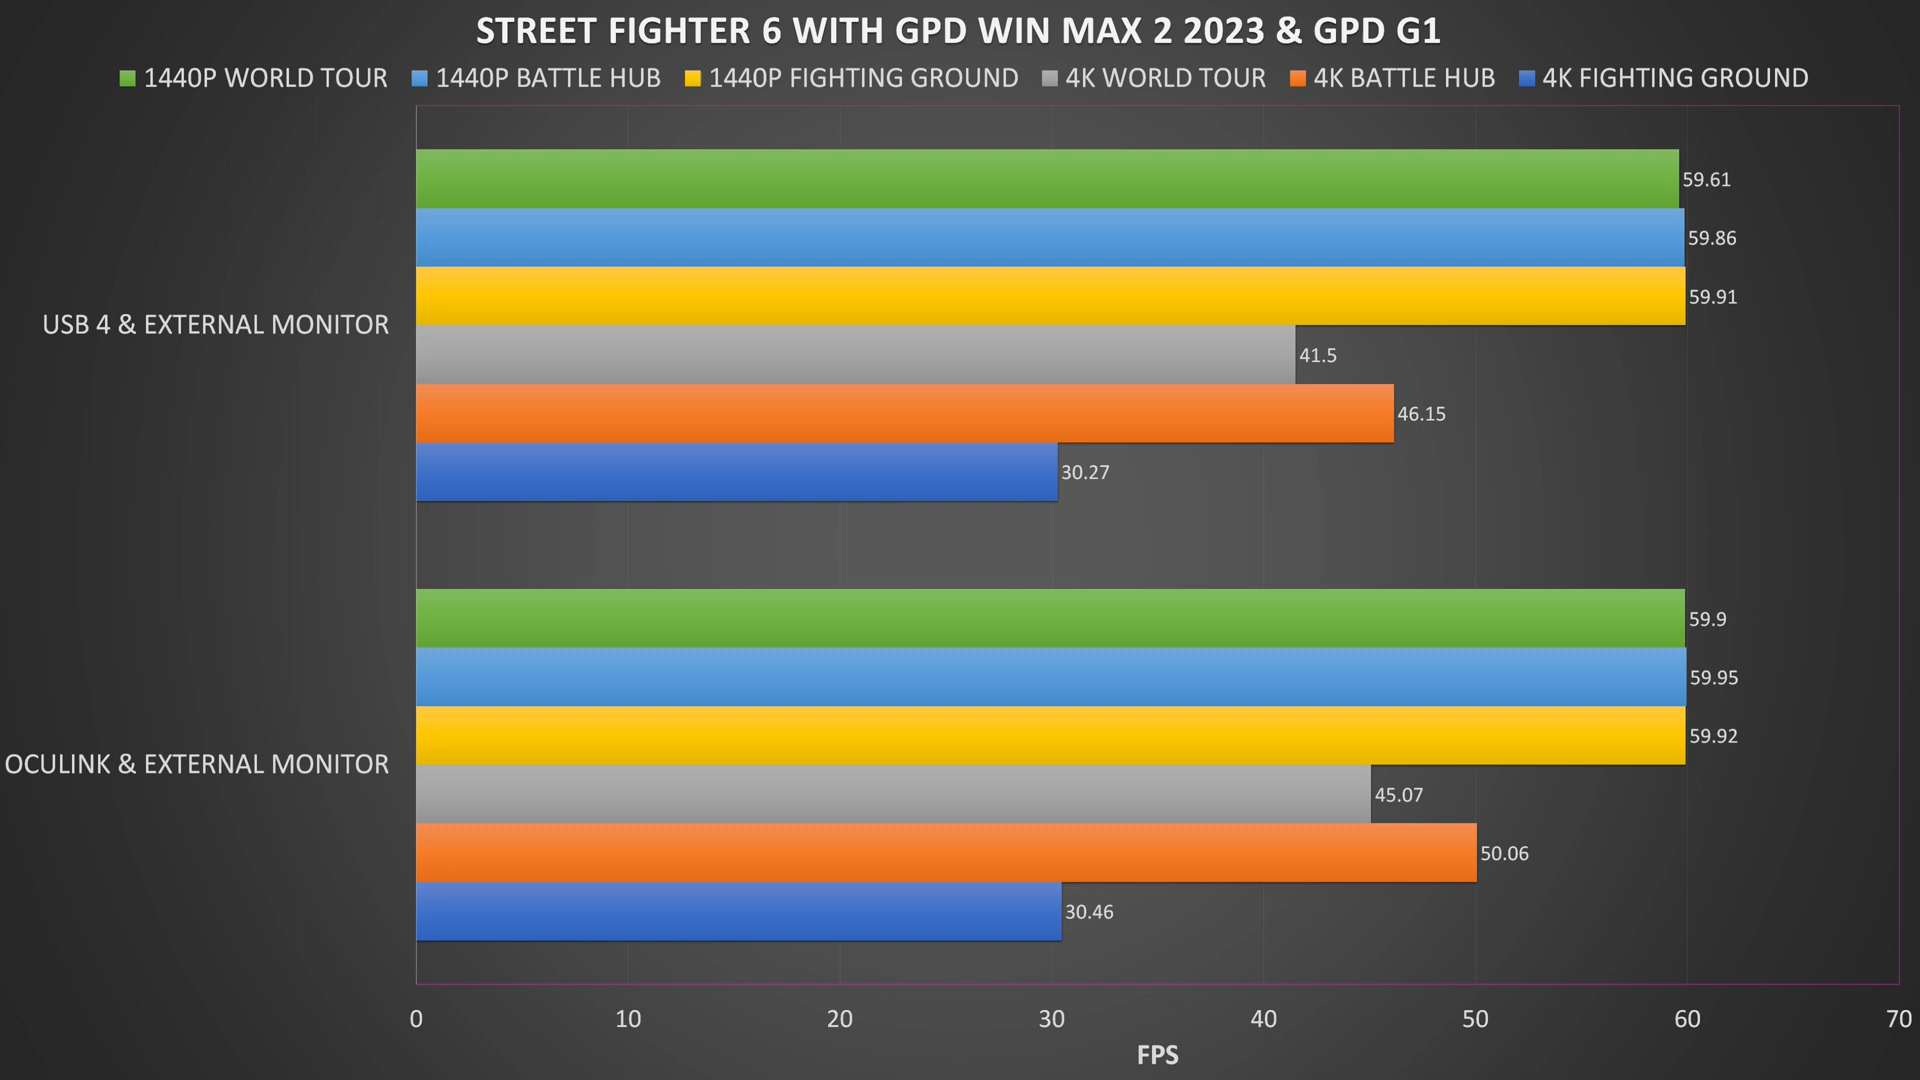 STREET FIGHTER 6 WITH GPD WIN MAX 2 2023 & GPD G1
1440P WORLD TOUR 1440P BATTLE HUB 1440P FIGHTING GROUND 4K WORLD TOUR 4K BATTLE HUB 4K FIGHTING GROUND
USB 4 & EXTERNAL MONITOR
59.61
59.86
59.91
41.5
46.15
30.27
OCULINK & EXTERNAL MONITOR
59.9
59.95
59.92
45.07
50.06
30.46
0 10 20 30 40 50 60 70
FPS